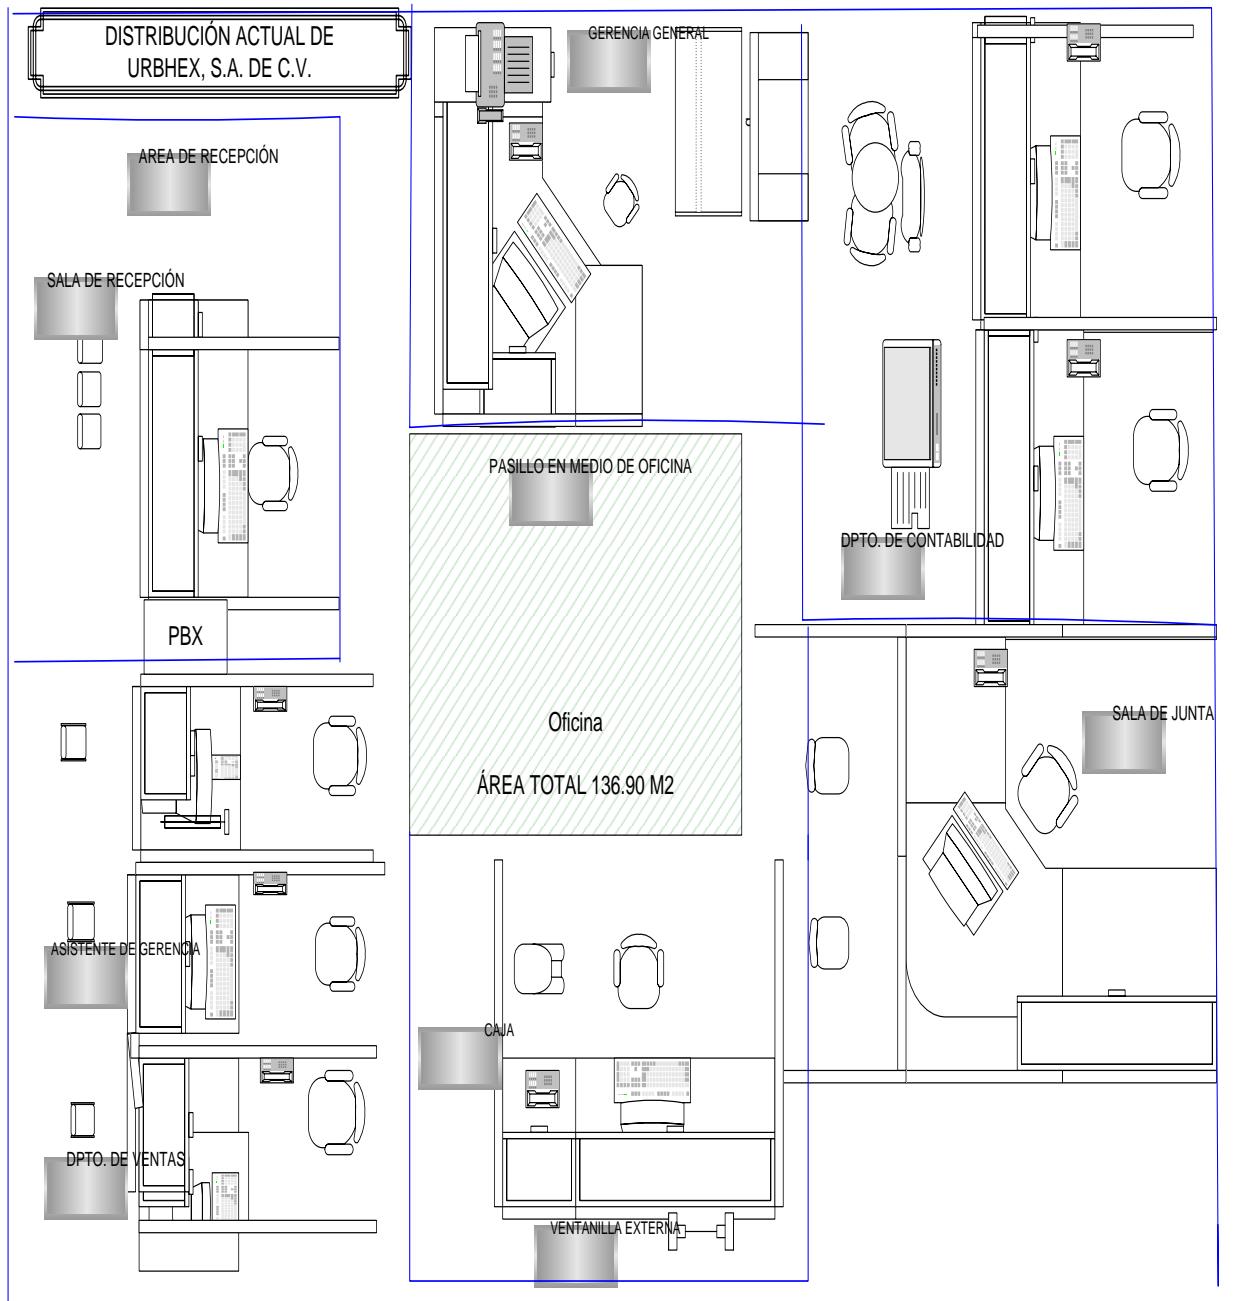 DISTRIBUCIÓN ACTUAL DE
URBHEX, S.A. DE C.V.
GERENCIA GENERAL
AREA DE RECEPCIÓN
SALA DE RECEPCIÓN
PASILLO EN MEDIO DE OFICINA
DPTO. DE CONTABILIDAD
PBX
SALA DE JUNTA
Oficina
ÁREA TOTAL 136.90 M2
ASISTENTE DE GERENCIA
CAJA
DPTO. DE VENTAS
VENTANILLA EXTERNA